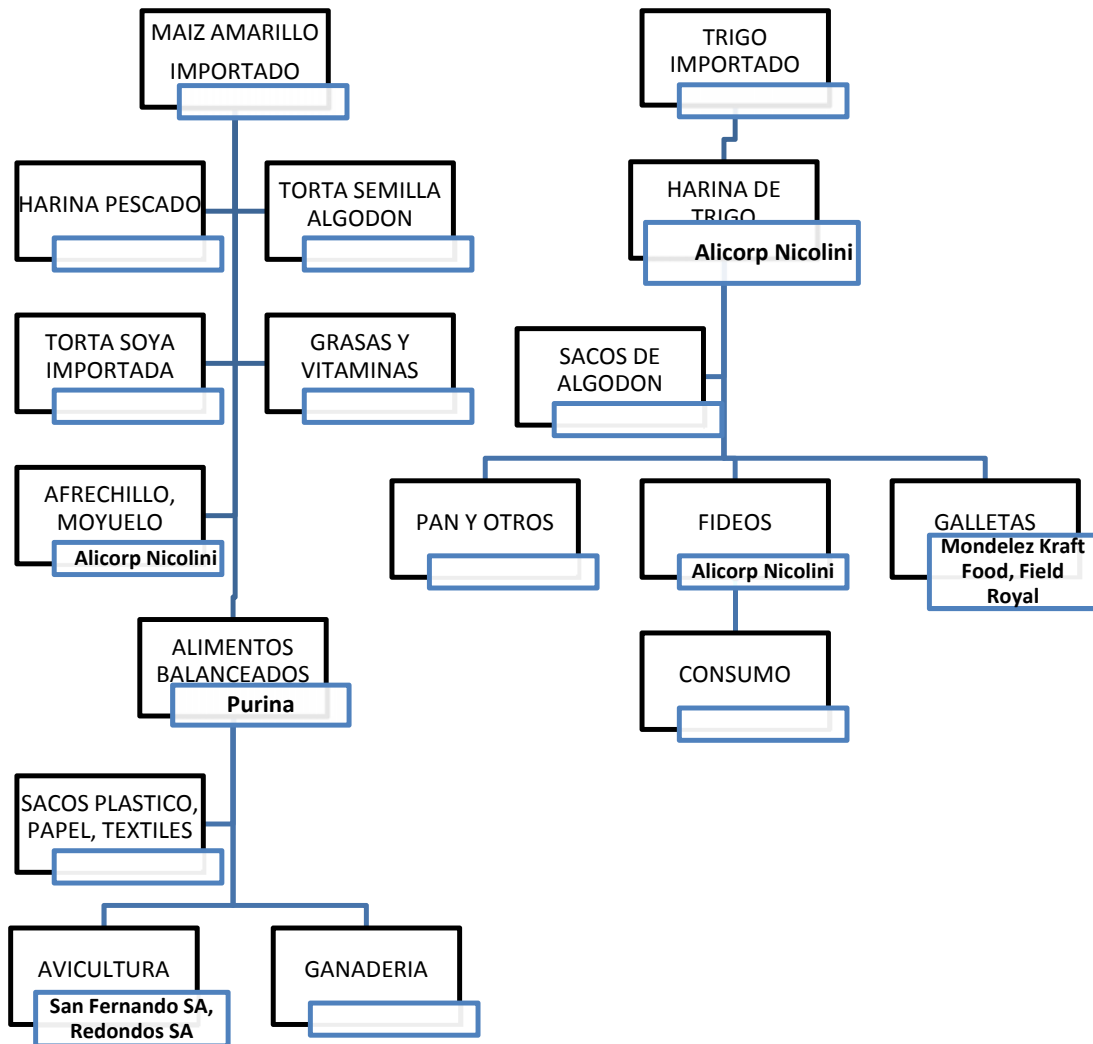 MAIZ AMARILLO
IMPORTADO
HARINA PESCADO
TORTA SEMILLA
ALGODON
TORTA SOYA
IMPORTADA
GRASAS Y
VITAMINAS
AFRECHILLO,
MOYUELO
Alicorp Nicolini
ALIMENTOS
BALANCEADOS
Purina
SACOS PLASTICO,
PAPEL, TEXTILES
AVICULTURA
San Fernando SA,
Redondos SA
GANADERIA
TRIGO
IMPORTADO
HARINA DE
TRIGO
Alicorp Nicolini
SACOS DE
ALGODON
PAN Y OTROS
FIDEOS
Alicorp Nicolini
GALLETAS
Mondelez Kraft
Food, Field
Royal
CONSUMO